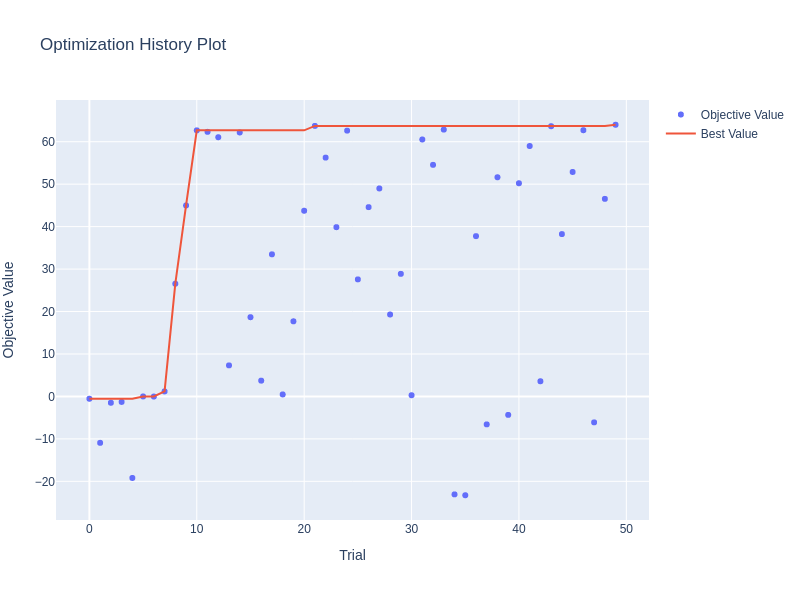 Optimization History Plot
Objective Value
Best Value
60
50
40
30
20
10
0
−10
−20
Objective Value
0 10 20 30 40 50
Trial